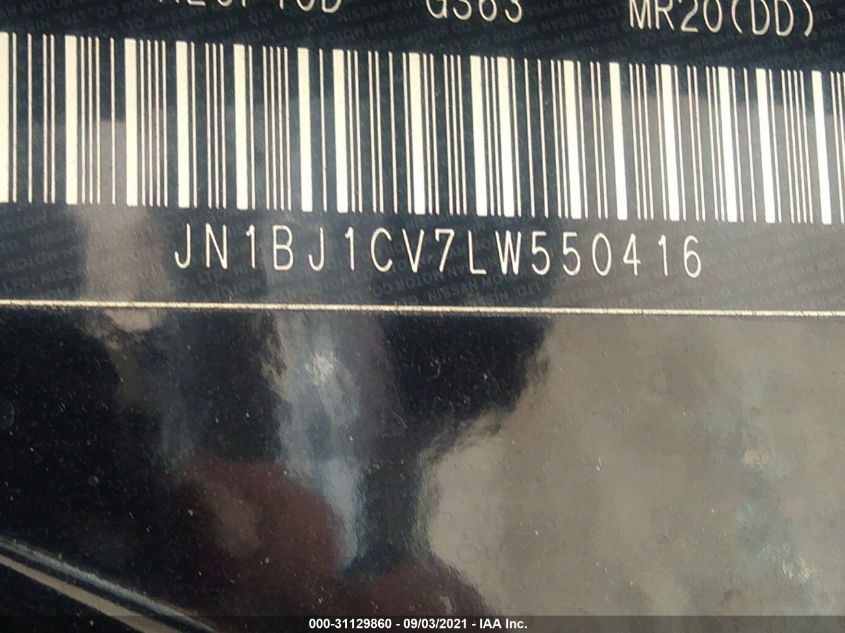 G363 MR20(DD)
JN1BJ1CV7LW550416
000-31129860 - 09/03/2021 - IAA Inc.